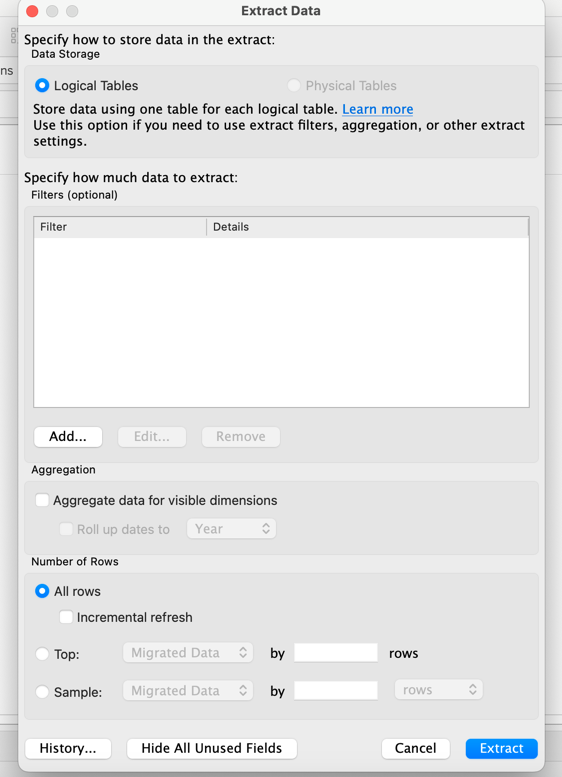 Extract Data
Specify how to store data in the extract:
Data Storage
ns
Logical Tables
Physical Tables
Store data using one table for each logical table. Learn more
Use this option if you need to use extract filters, aggregation, or other extract
settings.
Specify how much data to extract:
Filters (optional)
Filter
Details
Add...
Edit...
Remove
Aggregation
Aggregate data for visible dimensions
Roll up dates to
Year
Number of Rows
All rows
Incremental refresh
Top:
Migrated Data
by
rows
Sample:
Migrated Data
by
rows
History...
Hide All Unused Fields
Cancel
Extract